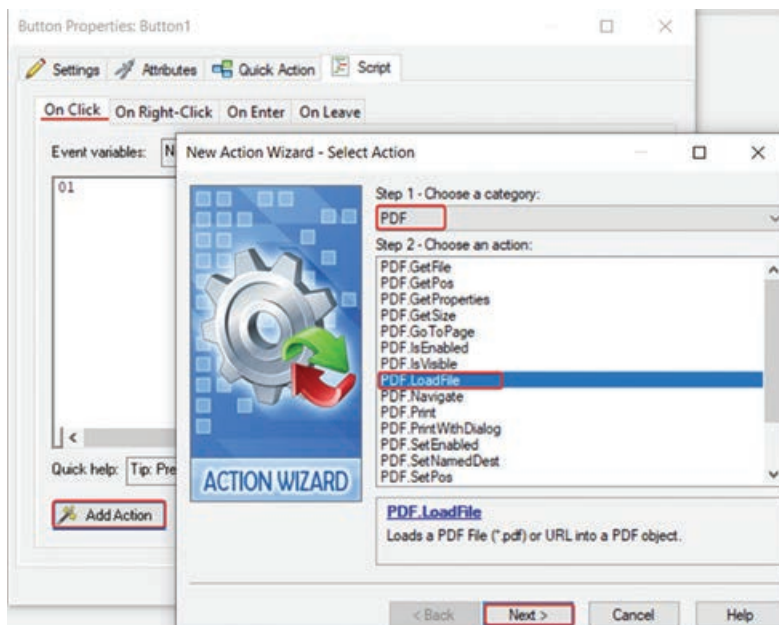 Button Properties: Button1
Settings Attributes Quick Action Script
On Click On Right-Click On Enter On Leave
Event variables: N
01
<
Quick help: Tip: Pre
Add Action
New Action Wizard - Select Action
Step 1 - Choose a category:
PDF
Step 2 - Choose an action:
PDF.GetFile
PDF.GetPos
PDF.GetProperties
PDF.GetSize
PDF.GoToPage
PDF.IsEnabled
PDF.IsVisible
PDF.LoadFile
PDF.Navigate
PDF.Print
PDF.PrintWithDialog
PDF.SetEnabled
PDF.SetNamedDest
PDF.SetPos
ACTION WIZARD
PDF.LoadFile
Loads a PDF File (*.pdf) or URL into a PDF object.
< Back Next > Cancel Help